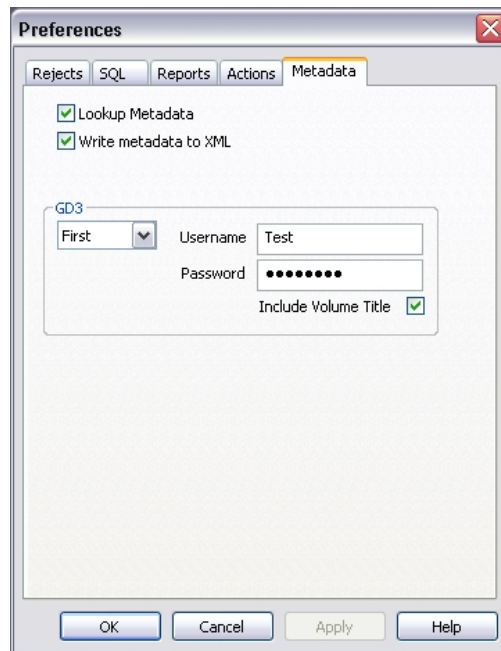 Preferences
Rejects SQL Reports Actions Metadata
Lookup Metadata
Write metadata to XML
GD3
First Username Test
Password ●●●●●●●●
Include Volume Title
OK Cancel Apply Help